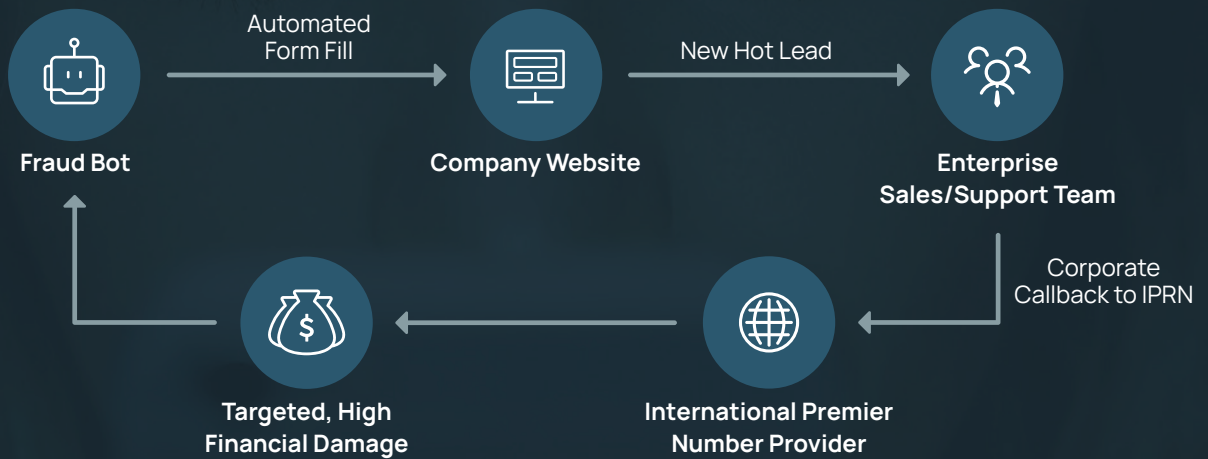 Automated
Form Fill
New Hot Lead
Fraud Bot
Company Website
Enterprise
Sales/Support Team
Corporate
Callback to IPRN
$
Targeted, High
Financial Damage
International Premier
Number Provider